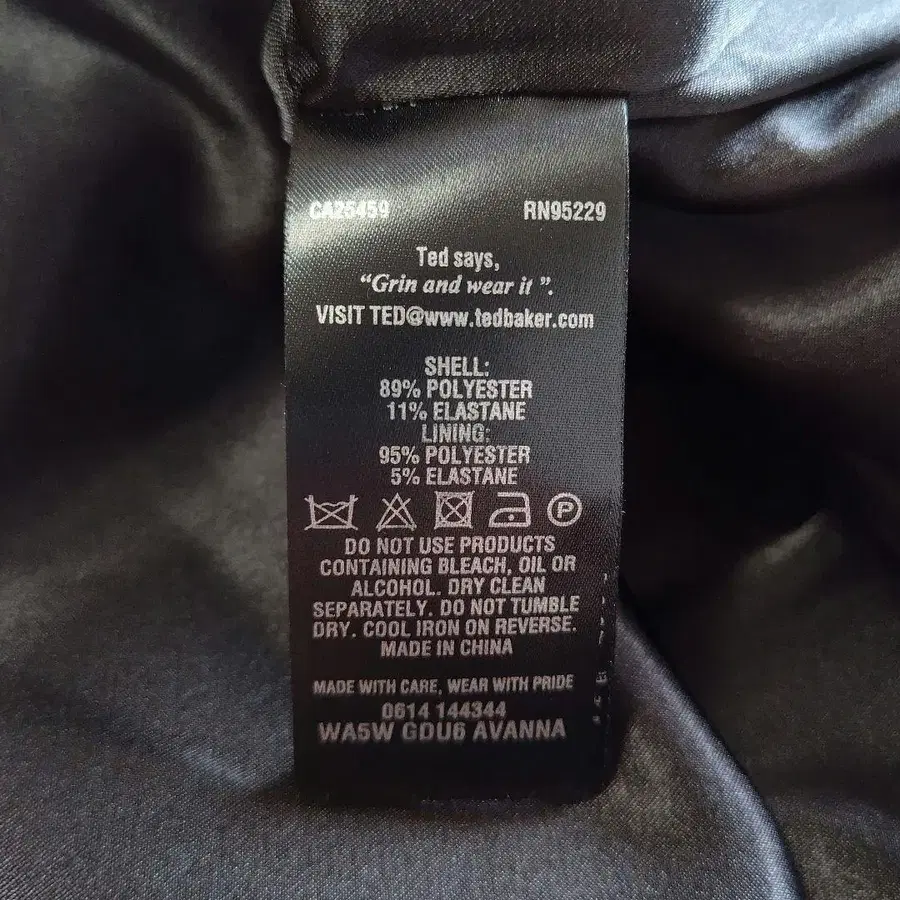 CA25459 RN95229
Ted says,
“Grin and wear it ”.
VISIT TED@www.tedbaker.com
SHELL:
89% POLYESTER
11% ELASTANE
LINING:
95% POLYESTER
5% ELASTANE
P
DO NOT USE PRODUCTS
CONTAINING BLEACH, OIL OR
ALCOHOL. DRY CLEAN
SEPARATELY. DO NOT TUMBLE
DRY. COOL IRON ON REVERSE.
MADE IN CHINA
MADE WITH CARE, WEAR WITH PRIDE
0614 144344
WA5W GDU6 AVANNA